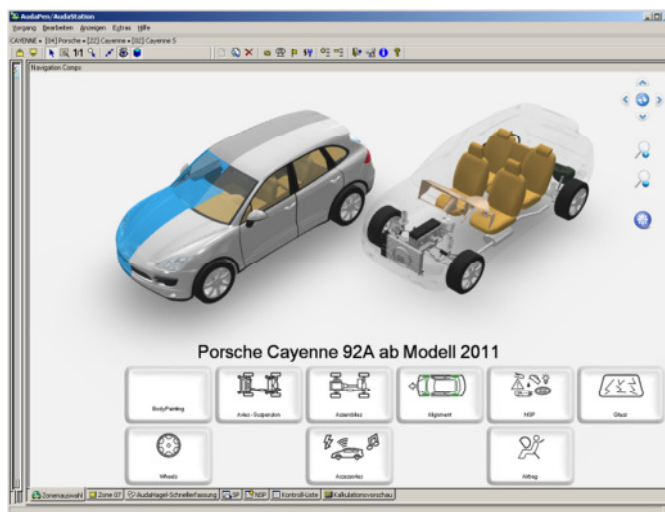 AudaPen/AudaStation
Vorgang Bearbeiten Anzeigen Extras Hilfe
CAYENNE • [04] Porsche • [22] Cayenne • [02] Cayenne S
1:1
Navigation Comps
Porsche Cayenne 92A ab Modell 2011
BodyPainting
Axles - Suspension
Assemblies
Alignment
NSP
Glass
Wheels
Accessories
Airbag
Zonenauswahl Zone 07 AudaHagel-Schnellerfassung SP NSP Kontroll-Liste Kalkulationsvorschau